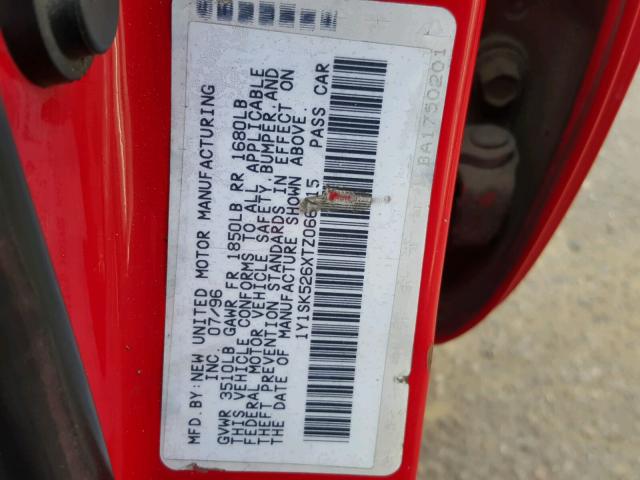 MFD.BY:NEW UNITED MOTOR MANUFACTURING
INC. 07/96
GVWR 3510LB GAWR FR 1850LB RR 1680LB
THIS VEHICLE CONFORMS TO ALL APPLICABLE
FEDERAL MOTOR VEHICLE SAFETY,BUMPER,AND
THEFT PREVENTION STANDARDS IN EFFECT ON
THE DATE OF MANUFACTURE SHOWN ABOVE.
PASS CAR
BA1750201